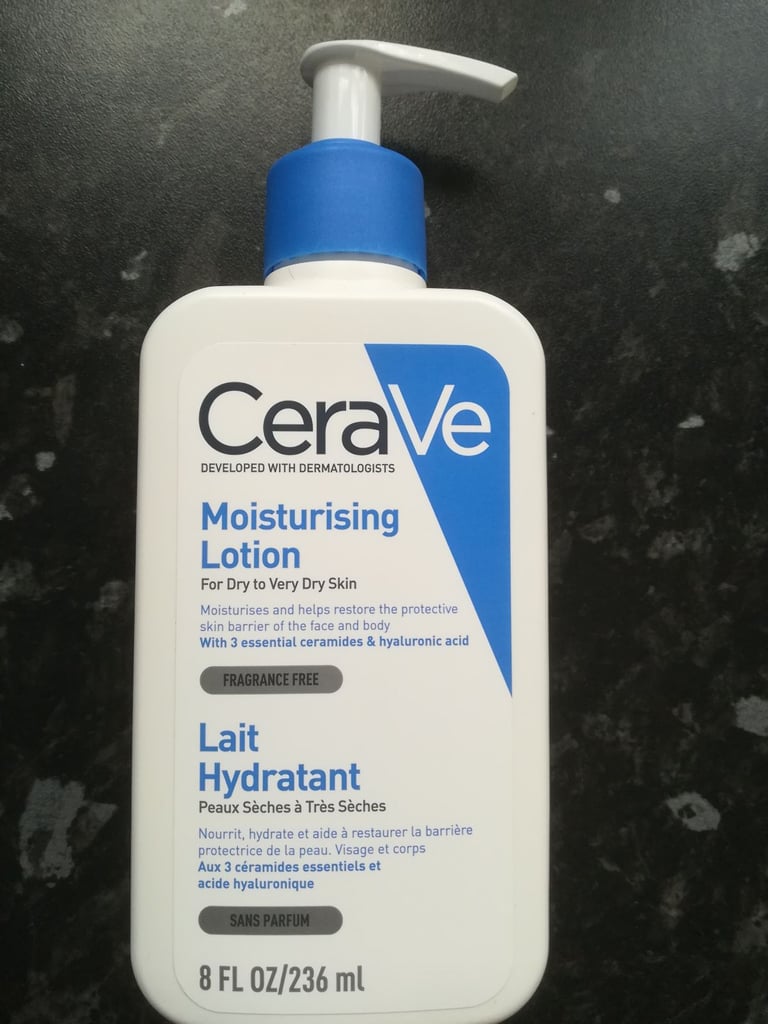 CeraVe
DEVELOPED WITH DERMATOLOGISTS
Moisturising
Lotion
For Dry to Very Dry Skin
Moisturises and helps restore the protective
skin barrier of the face and body
With 3 essential ceramides & hyaluronic acid
FRAGRANCE FREE
Lait
Hydratant
Peaux Sèches à Très Sèches
Nourrit, hydrate et aide à restaurer la barrière
protectrice de la peau. Visage et corps
Aux 3 céramides essentiels et
acide hyaluronique
SANS PARFUM
8 FL OZ/236 ml